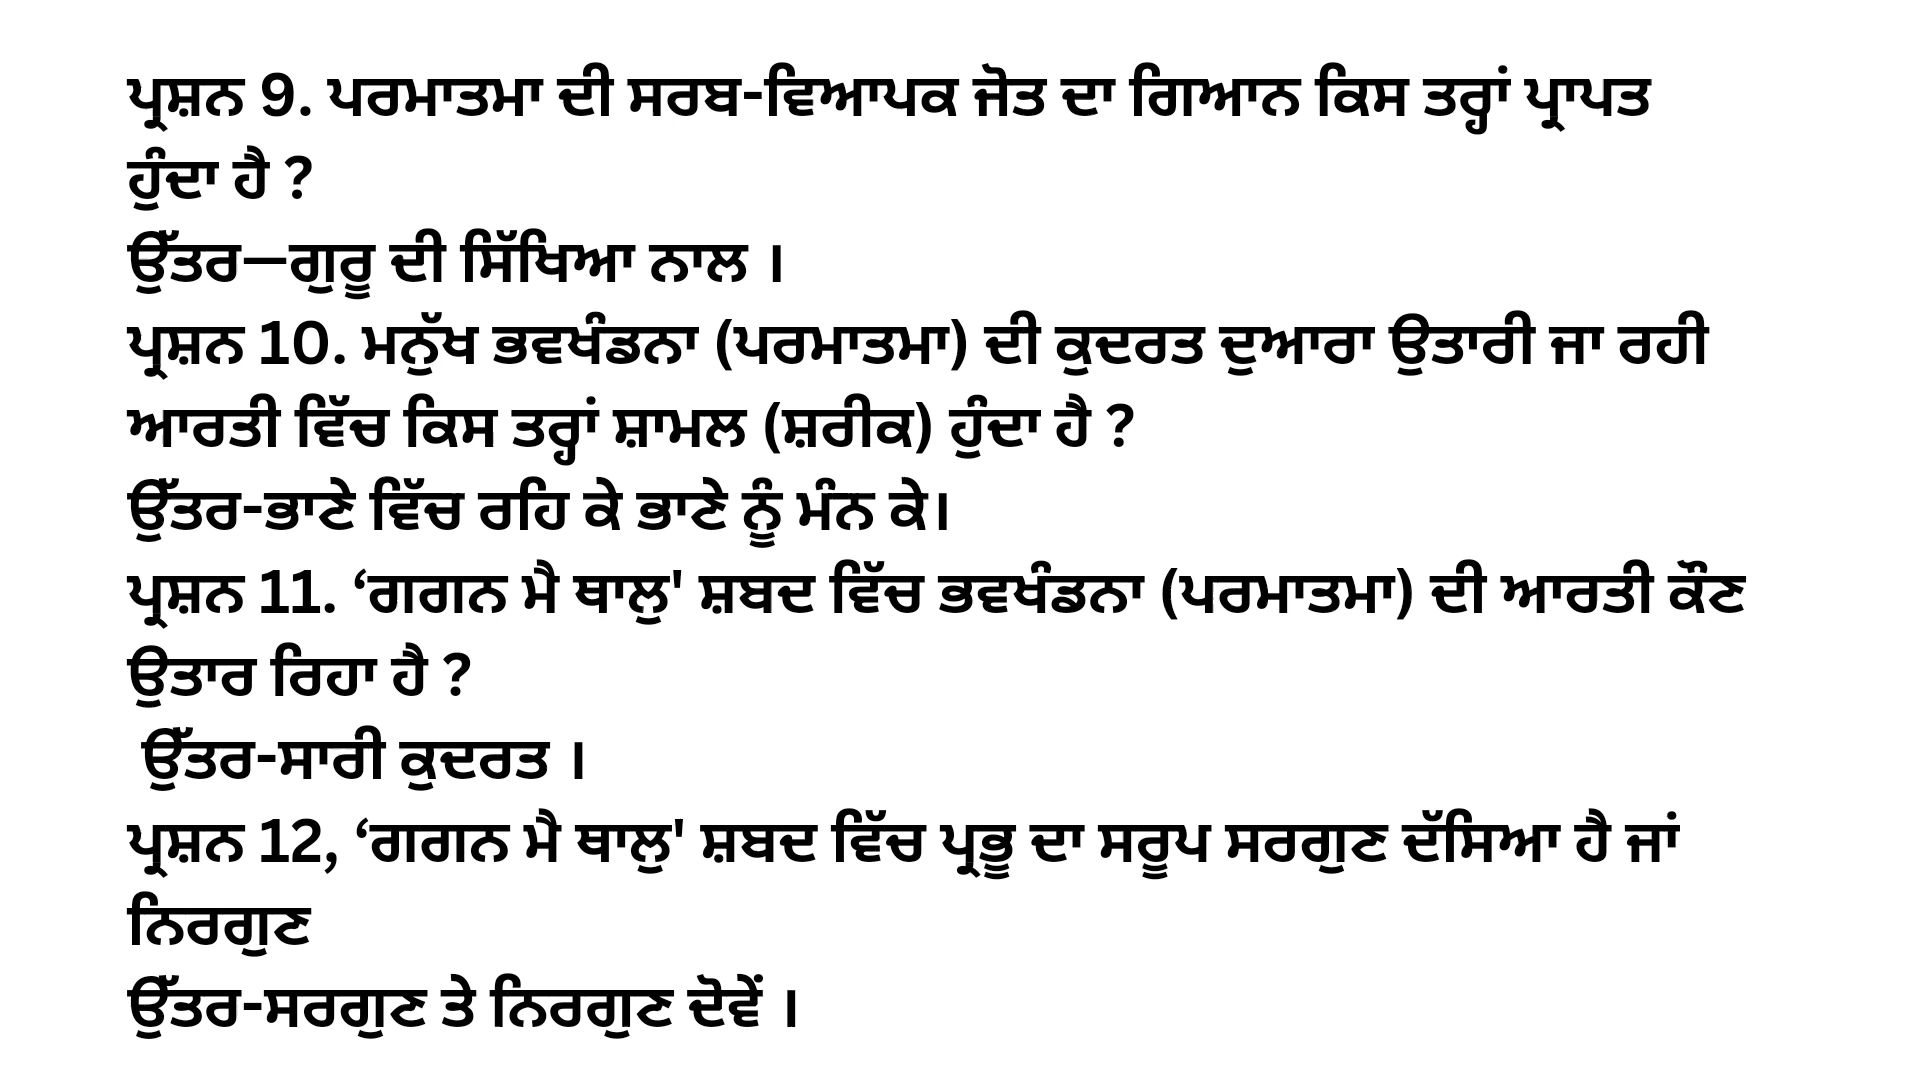 ਪ੍ਰਸ਼ਨ 9. ਪਰਮਾਤਮਾ ਦੀ ਸਰਬ-ਵਿਆਪਕ ਜੋਤ ਦਾ ਗਿਆਨ ਕਿਸ ਤਰ੍ਹਾਂ ਪ੍ਰਾਪਤ
ਹੁੰਦਾ ਹੈ ?
ਉੱਤਰ—ਗੁਰੂ ਦੀ ਸਿੱਖਿਆ ਨਾਲ ।
ਪ੍ਰਸ਼ਨ 10. ਮਨੁੱਖ ਭਵਖੰਡਨਾ (ਪਰਮਾਤਮਾ) ਦੀ ਕੁਦਰਤ ਦੁਆਰਾ ਉਤਾਰੀ ਜਾ ਰਹੀ
ਆਰਤੀ ਵਿੱਚ ਕਿਸ ਤਰ੍ਹਾਂ ਸ਼ਾਮਲ (ਸ਼ਰੀਕ) ਹੁੰਦਾ ਹੈ ?
ਉੱਤਰ-ਭਾਣੇ ਵਿੱਚ ਰਹਿ ਕੇ ਭਾਣੇ ਨੂੰ ਮੰਨ ਕੇ।
ਪ੍ਰਸ਼ਨ 11. ‘ਗਗਨ ਮੈ ਥਾਲੁ' ਸ਼ਬਦ ਵਿੱਚ ਭਵਖੰਡਨਾ (ਪਰਮਾਤਮਾ) ਦੀ ਆਰਤੀ ਕੌਣ
ਉਤਾਰ ਰਿਹਾ ਹੈ ?
ਉੱਤਰ-ਸਾਰੀ ਕੁਦਰਤ ।
ਪ੍ਰਸ਼ਨ 12, ‘ਗਗਨ ਮੈ ਥਾਲੁ' ਸ਼ਬਦ ਵਿੱਚ ਪ੍ਰਭੂ ਦਾ ਸਰੂਪ ਸਰਗੁਣ ਦੱਸਿਆ ਹੈ ਜਾਂ
ਨਿਰਗੁਣ
ਉੱਤਰ-ਸਰਗੁਣ ਤੇ ਨਿਰਗੁਣ ਦੋਵੇਂ ।